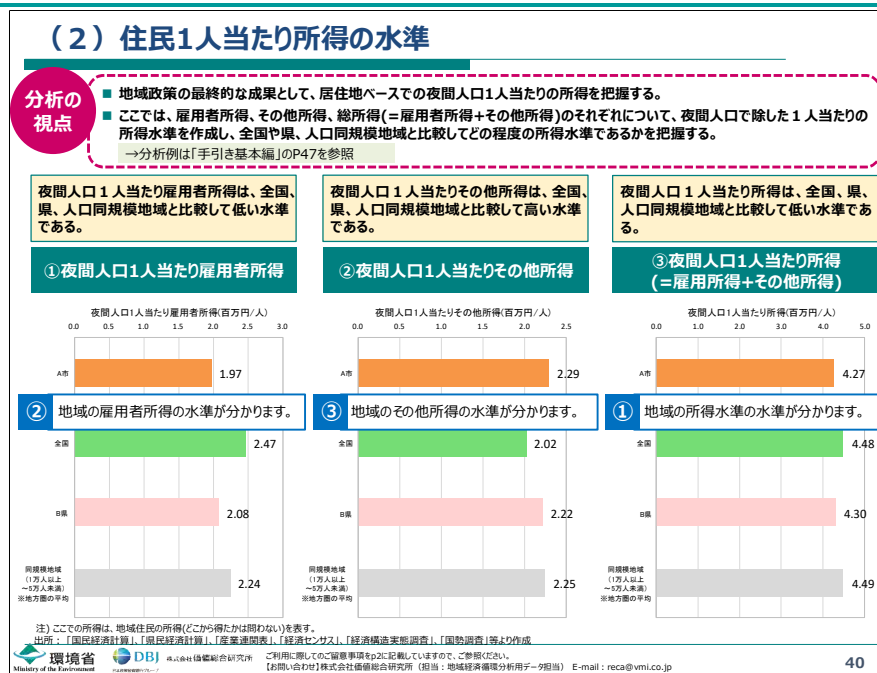 （2）住民1人当たり所得の水準
分析の
視点
■ 地域政策の最終的な成果として、居住地ベースでの夜間人口1人当たりの所得を把握する。
■ ここでは、雇用者所得、その他所得、総所得(=雇用者所得+その他所得)のそれぞれについて、夜間人口で除した１人当たりの
所得水準を作成し、全国や県、人口同規模地域と比較してどの程度の所得水準であるかを把握する。
→分析例は「手引き基本編」のP47を参照
夜間人口１人当たり雇用者所得は、全国、
県、人口同規模地域と比較して低い水準
である。
夜間人口１人当たりその他所得は、全国、
県、人口同規模地域と比較して高い水準
である。
夜間人口１人当たり所得は、全国、県、
人口同規模地域と比較して低い水準であ
る。
①夜間人口1人当たり雇用者所得
②夜間人口1人当たりその他所得
③夜間人口1人当たり所得
(=雇用所得+その他所得)
夜間人口1人当たり雇用者所得(百万円/人)
0.0 0.5 1.0 1.5 2.0 2.5 3.0
A市 1.97
② 地域の雇用者所得の水準が分かります。
全国 2.47
B県 2.08
同規模地域
(1万人以上
～5万人未満)
※地方圏の平均
2.24
夜間人口1人当たりその他所得(百万円/人)
0.0 0.5 1.0 1.5 2.0 2.5
A市 2.29
③ 地域のその他所得の水準が分かります。
全国 2.02
B県 2.22
同規模地域
(1万人以上
～5万人未満)
※地方圏の平均
2.25
夜間人口1人当たり所得(百万円/人)
0.0 1.0 2.0 3.0 4.0 5.0
A市 4.27
① 地域の所得水準の水準が分かります。
全国 4.48
B県 4.30
同規模地域
(1万人以上
～5万人未満)
※地方圏の平均
4.49
注）ここでの所得は、地域住民の所得(どこから得たかは問わない)を表す。
出所：「国民経済計算」、「県民経済計算」、「産業連関表」、「経済センサス」、「経済構造実態調査」、「国勢調査」等より作成
環境省
Ministry of the Environment
DBJ
株式会社価値総合研究所
ご利用に際してのご留意事項をp2に記載していますので、ご参照ください。
【お問い合わせ】株式会社価値総合研究所（担当：地域経済循環分析用データ担当） E-mail：reca@vmi.co.jp
40